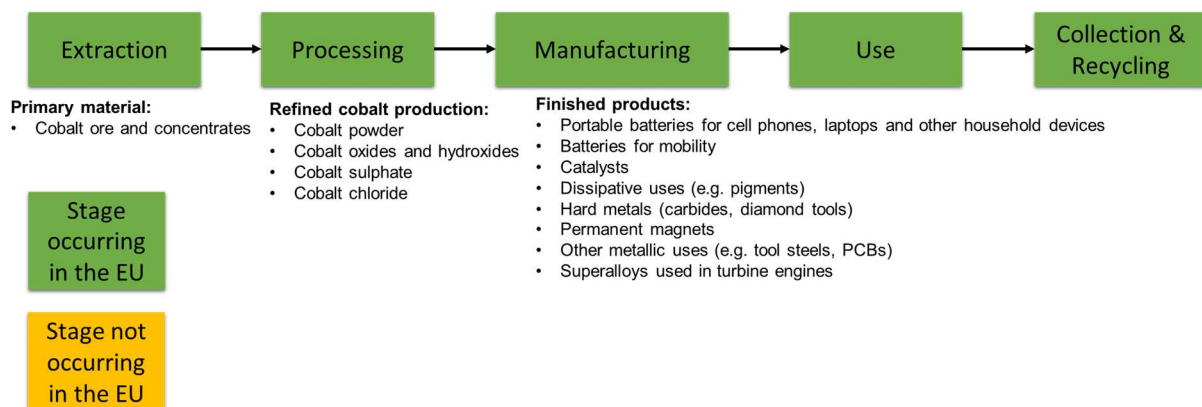 Extraction
Processing
Manufacturing
Use
Collection &
Recycling
Primary material:
• Cobalt ore and concentrates
Refined cobalt production:
• Cobalt powder
• Cobalt oxides and hydroxides
• Cobalt sulphate
• Cobalt chloride
Finished products:
• Portable batteries for cell phones, laptops and other household devices
• Batteries for mobility
• Catalysts
• Dissipative uses (e.g. pigments)
• Hard metals (carbides, diamond tools)
• Permanent magnets
• Other metallic uses (e.g. tool steels, PCBs)
• Superalloys used in turbine engines
Stage
occurring
in the EU
Stage not
occurring
in the EU